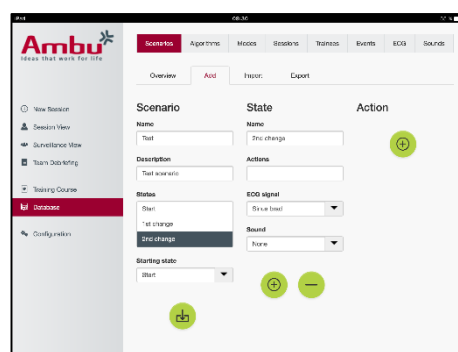 iPad
08:30
Ambu
Ideas that work for life
Scenarios Algorithms Modes Sessions Trainees Events ECG Sounds
Overview Add Import Export
New Session
Session View
Surveillance View
Team Debriefing
Training Course
Database
Configuration
Scenario
Name
Test
Description
Test scenario
States
Start
1st change
2nd change
Starting state
Start
State
Name
2nd change
Actions
ECG signal
Sinus brad
Sound
None
Action